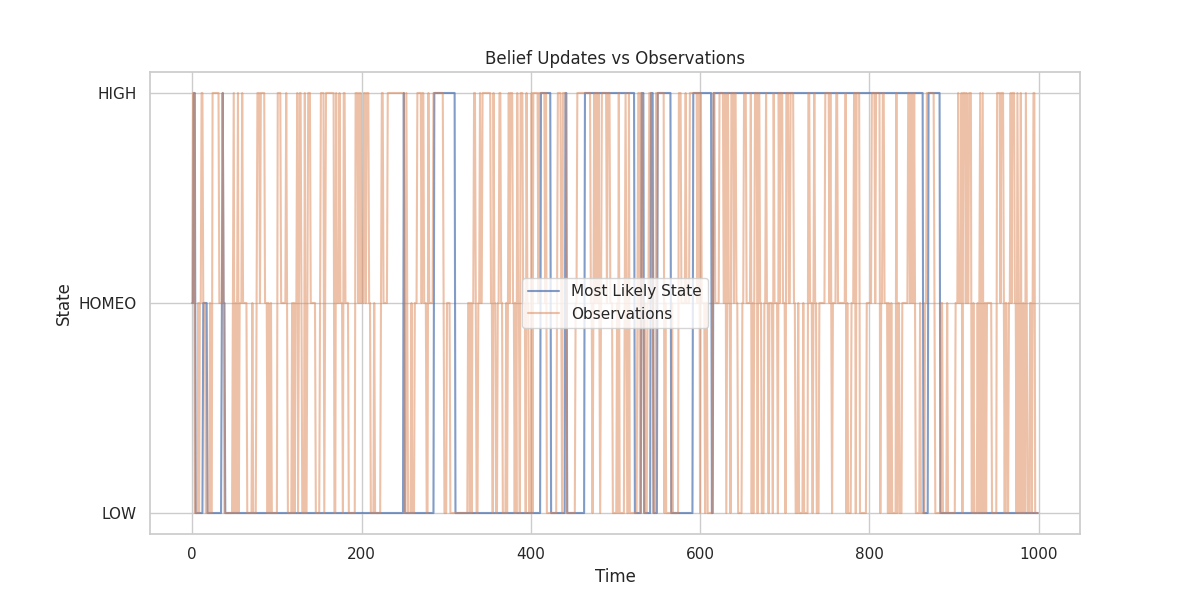 Belief Updates vs Observations
HIGH
HOMEO
LOW
State
Most Likely State
Observations
0
200
400
600
800
1000
Time